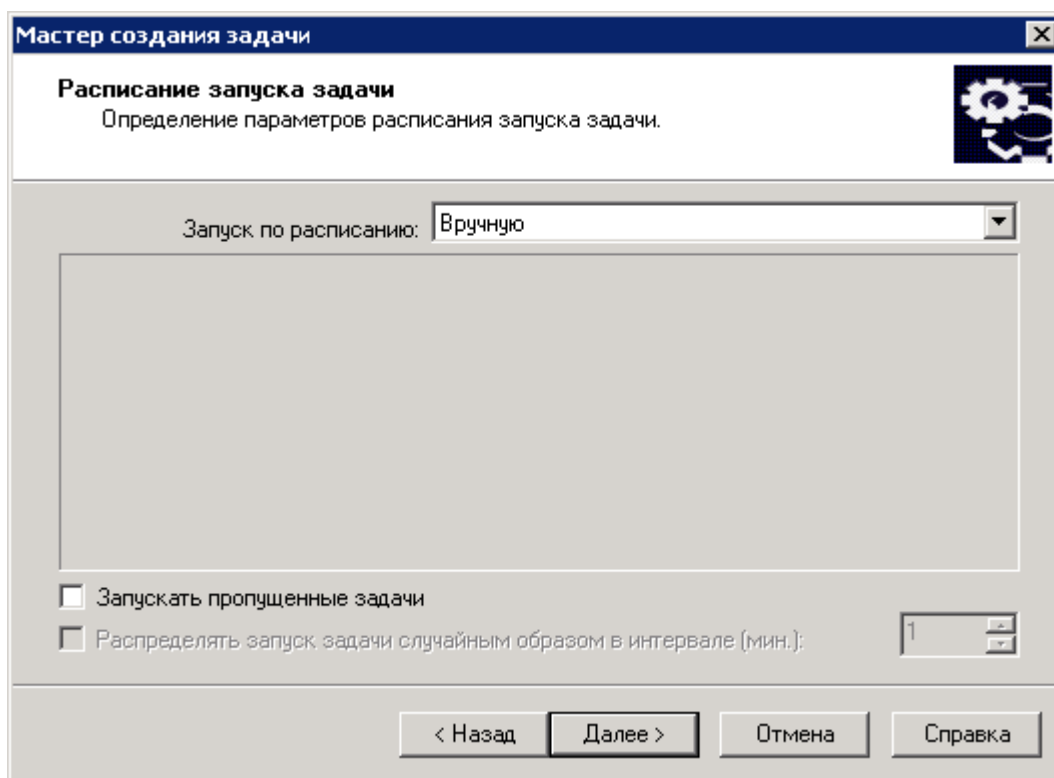 Мастер создания задачи
Расписание запуска задачи
Определение параметров расписания запуска задачи.
Запуск по расписанию: Вручную
Запускать пропущенные задачи
Распределять запуск задачи случайным образом в интервале (мин.): 1
< Назад Далее > Отмена Справка